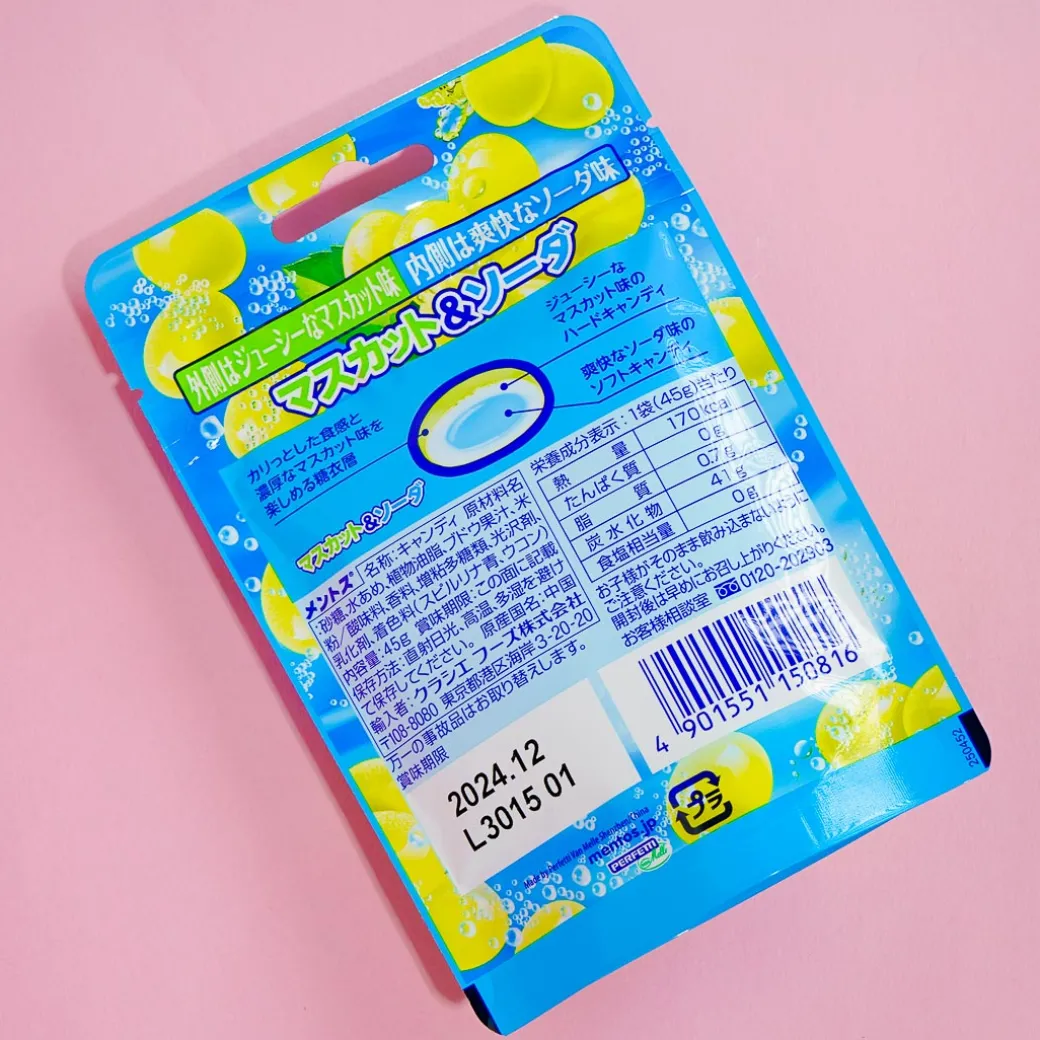 外側はジューシーなマスカット味 内側は爽快なソーダ味
マスカット&ソーダ
ジューシーな
マスカット味の
ハードキャンディ
爽快なソーダ味の
ソフトキャンディ
カリっとした食感と
濃厚なマスカット味を
楽しめる糖衣層
マスカット&ソーダ
メントス® 名称:キャンディ 原材料名
砂糖、水あめ、植物油脂、ブドウ果汁、米
粉/酸味料、香料、増粘多糖類、光沢剤、
乳化剤、着色料(スピルリナ青、ウコン)
内容量:45g 賞味期限:この面に記載
保存方法:直射日光、高温、多湿を避け
て保存してください。 原産国名:中国
輸入者:クラシエフーズ株式会社
〒108-8080 東京都港区海岸3-20-20
万一の事故品はお取り替えします。
賞味期限
2024.12
L3015 01
栄養成分表示:1袋(45g)当たり
熱量 170kcal
たんぱく質 0g
脂質 0.7g
炭水化物 41g
食塩相当量 0g
お子様がそのまま飲み込まないように
ご注意ください。
開封後は早めにお召し上がりください。
お客様相談室 0120-202903
4 901551 150816
プラ
250452
Made by Perfetti Van Melle Shenzhen, China
mentos.jp
PERFETTI
van Melle